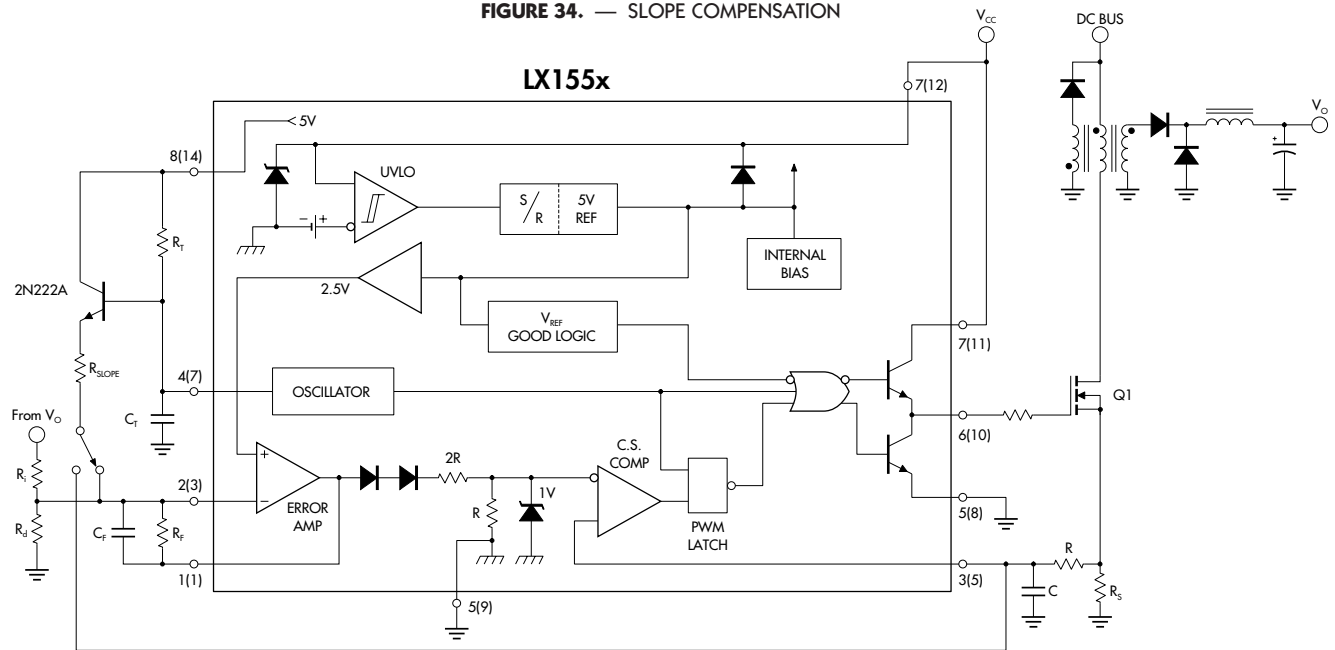 FIGURE 34. — SLOPE COMPENSATION
V_CC
DC BUS
LX155x
7(12)
V_O
5V
8(14)
UVLO
S/R
5V
REF
− +
R_T
INTERNAL
BIAS
2.5V
2N222A
V_REF
GOOD LOGIC
7(11)
R_SLOPE
4(7)
OSCILLATOR
Q1
From V_O
C_T
6(10)
C.S.
COMP
2R
R_i
2(3)
+
−
ERROR
AMP
1V
R
PWM
LATCH
5(8)
R_d
C_F
R_F
1(1)
3(5)
R
C
R_S
5(9)